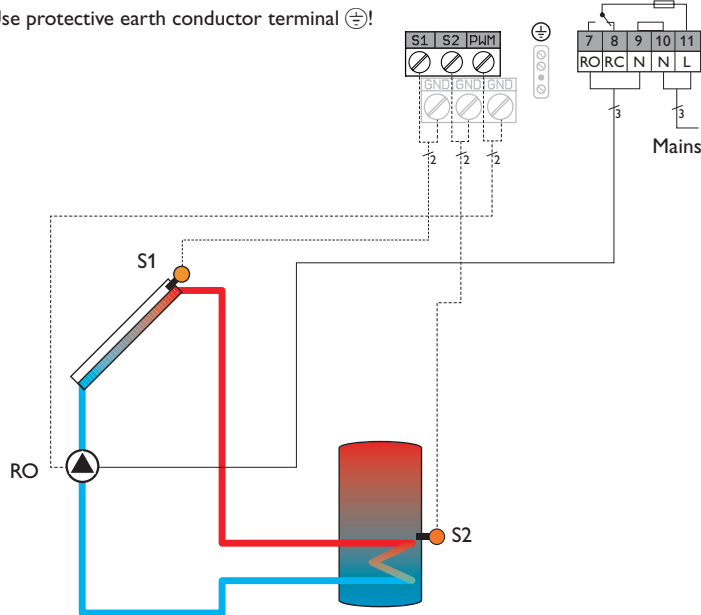 Use protective earth conductor terminal !
S1 S2 PWM
GND GND GND
7 8 9 10 11
RO RC N N L
2 2 2
3 3
Mains
S1
RO
S2